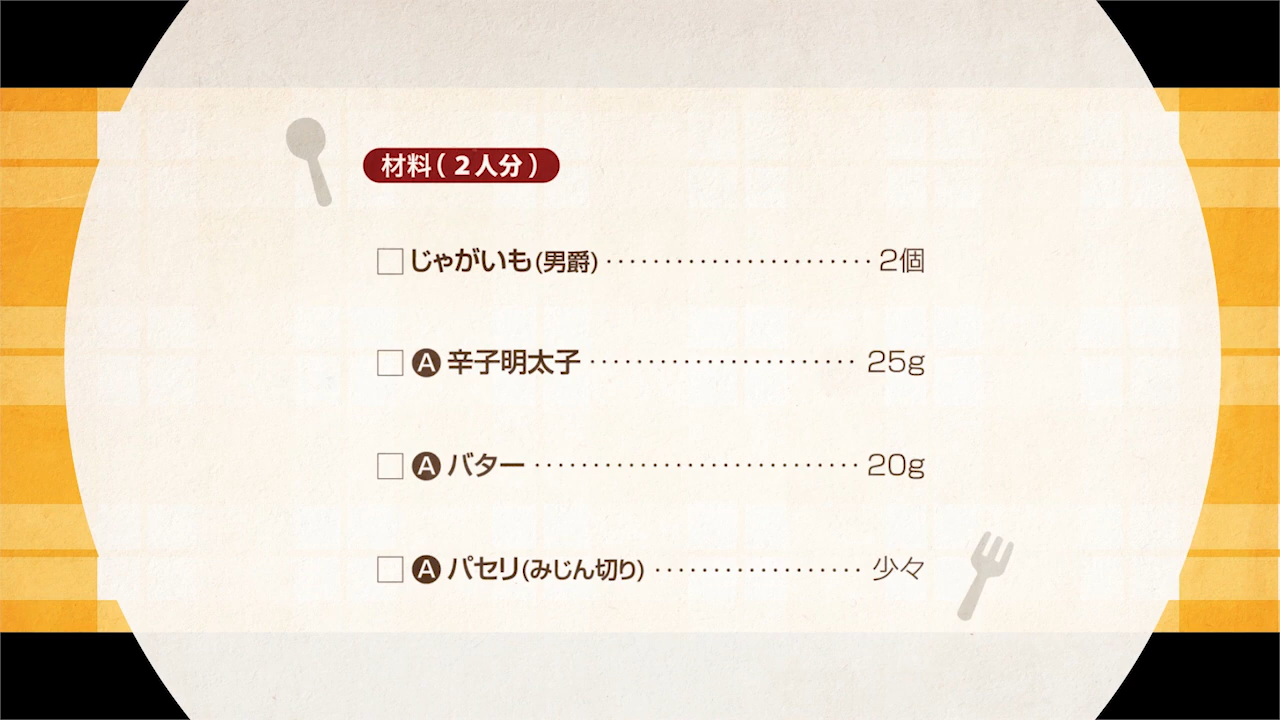 材料(2人分)
じゃがいも(男爵)……………………2個
Ⓐ辛子明太子……………………25g
Ⓐバター……………………20g
Ⓐパセリ(みじん切り)………………少々